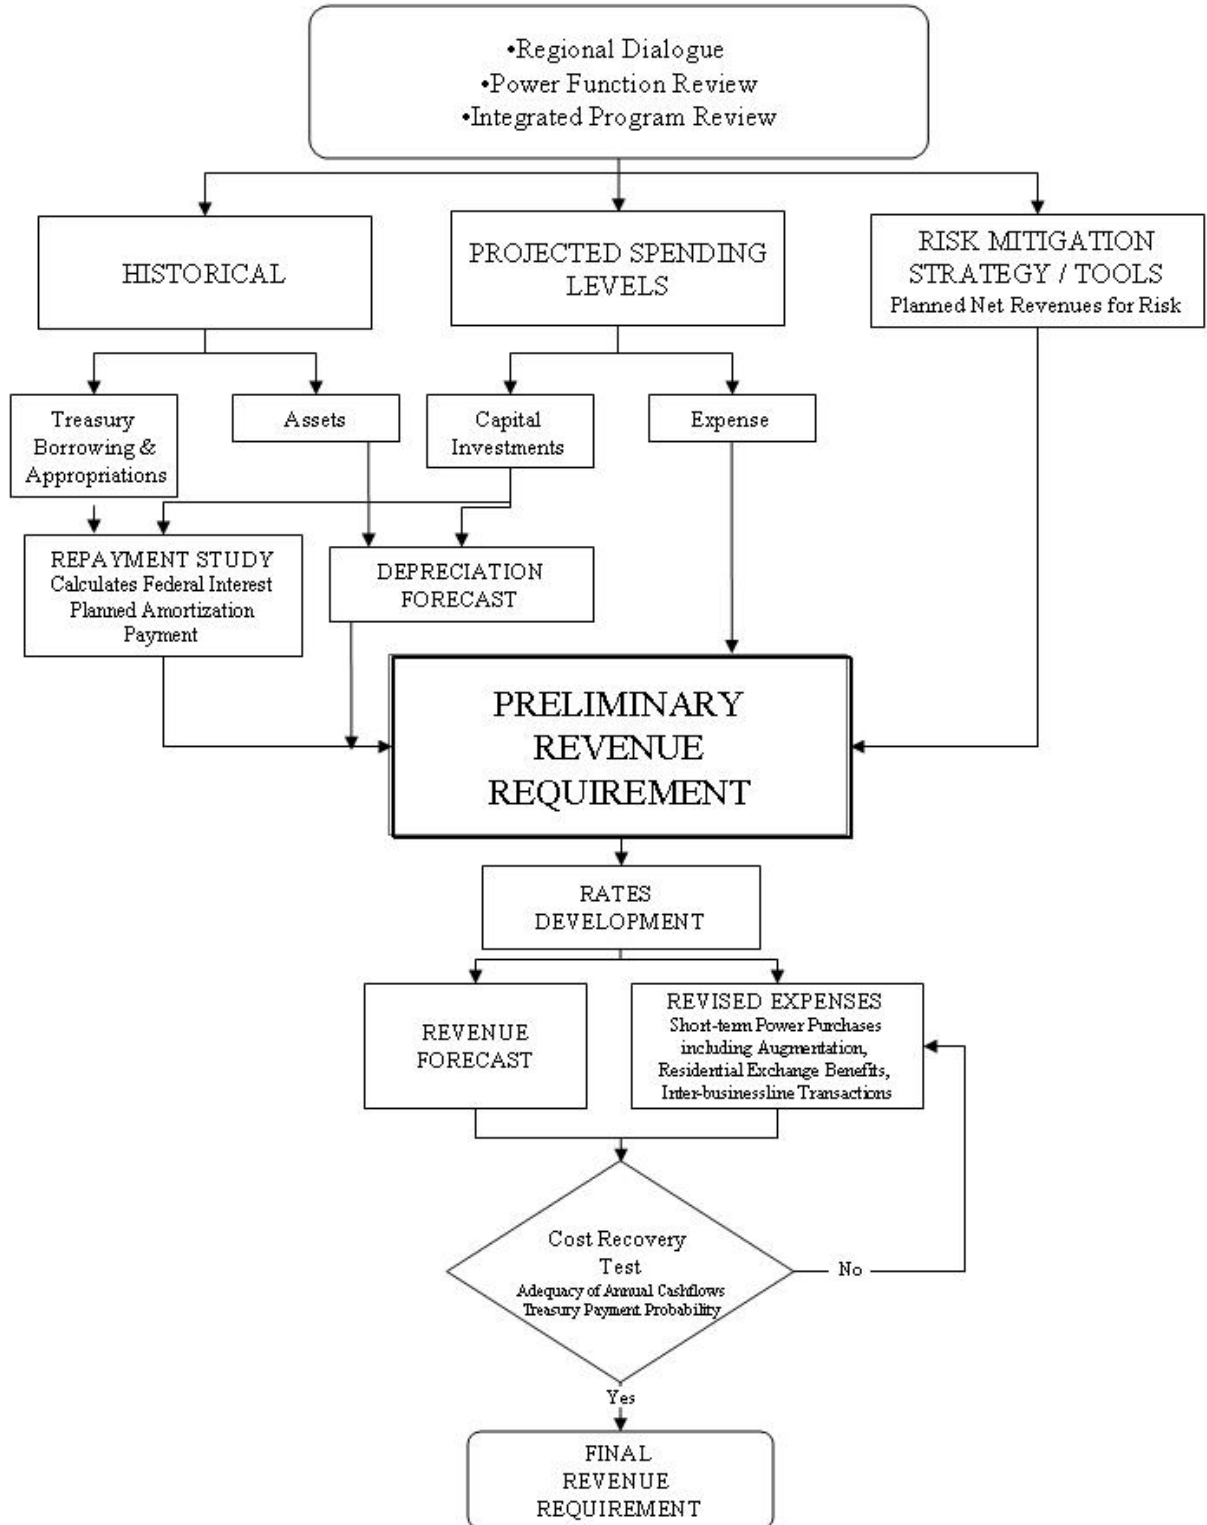 •Regional Dialogue
•Power Function Review
•Integrated Program Review
HISTORICAL
PROJECTED SPENDING
LEVELS
RISK MITIGATION
STRATEGY / TOOLS
Planned Net Revenues for Risk
Treasury
Borrowing &
Appropriations
Assets
Capital
Investments
Expense
REPAYMENT STUDY
Calculates Federal Interest
Planned Amortization
Payment
DEPRECIATION
FORECAST
PRELIMINARY
REVENUE
REQUIREMENT
RATES
DEVELOPMENT
REVENUE
FORECAST
REVISED EXPENSES
Short-term Power Purchases
including Augmentation,
Residential Exchange Benefits,
Inter-businessline Transactions
Cost Recovery
Test
Adequacy of Annual Cashflows
Treasury Payment Probability
No
Yes
FINAL
REVENUE
REQUIREMENT